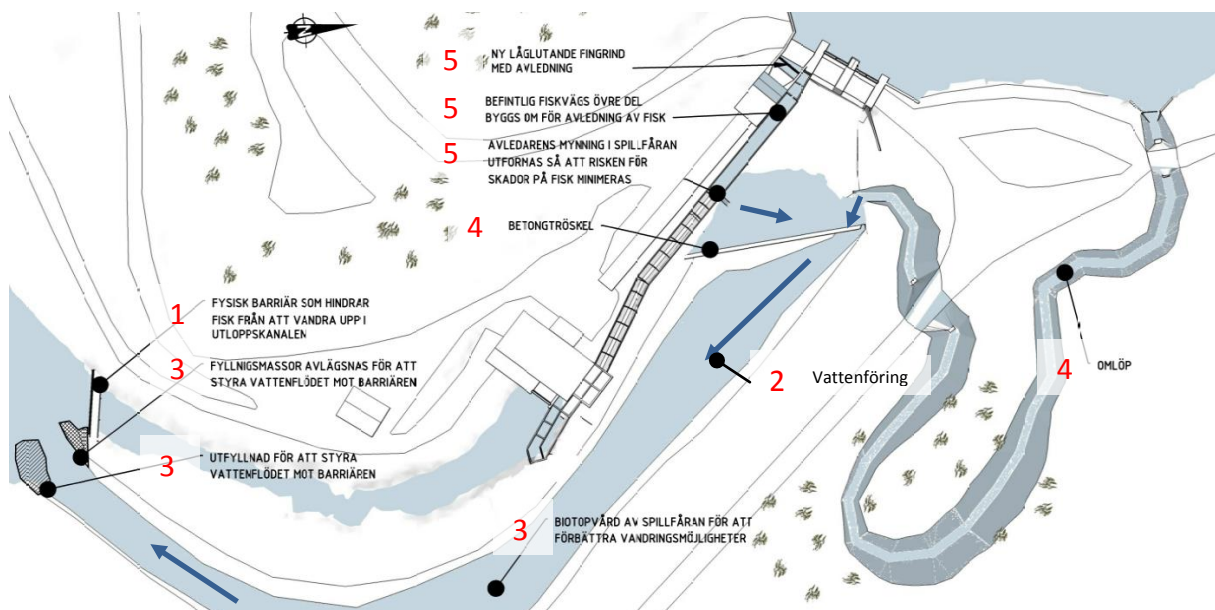 N
5
NY LÅGLUTANDE FINGRIND
MED AVLEDNING
5
BEFINTLIG FISKVÄGS ÖVRE DEL
BYGGS OM FÖR AVLEDNING AV FISK
5
AVLEDARENS MYNNING I SPILLFÅRAN
UTFORMAS SÅ ATT RISKEN FÖR
SKADOR PÅ FISK MINIMERAS
4
BETONGTRÖSKEL
1
FYSISK BARRIÄR SOM HINDRAR
FISK FRÅN ATT VANDRA UPP I
UTLOPPSKANALEN
3
FYLLNIGSMASSOR AVLÄGSNAS FÖR ATT
STYRA VATTENFLÖDET MOT BARRIÄREN
2
Vattenföring
4
OMLÖP
3
UTFYLLNAD FÖR ATT STYRA
VATTENFLÖDET MOT BARRIÄREN
3
BIOTOPVÅRD AV SPILLFÅRAN FÖR ATT
FÖRBÄTTRA VANDRINGSMÖJLIGHETER